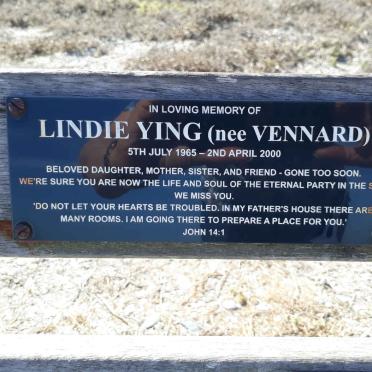 IN LOVING MEMORY OF
LINDIE YING (nee VENNARD)
5TH JULY 1965 – 2ND APRIL 2000
BELOVED DAUGHTER, MOTHER, SISTER, AND FRIEND - GONE TOO SOON.
WE'RE SURE YOU ARE NOW THE LIFE AND SOUL OF THE ETERNAL PARTY IN THE
WE MISS YOU.
'DO NOT LET YOUR HEARTS BE TROUBLED. IN MY FATHER'S HOUSE THERE ARE
MANY ROOMS. I AM GOING THERE TO PREPARE A PLACE FOR YOU.'
JOHN 14:1